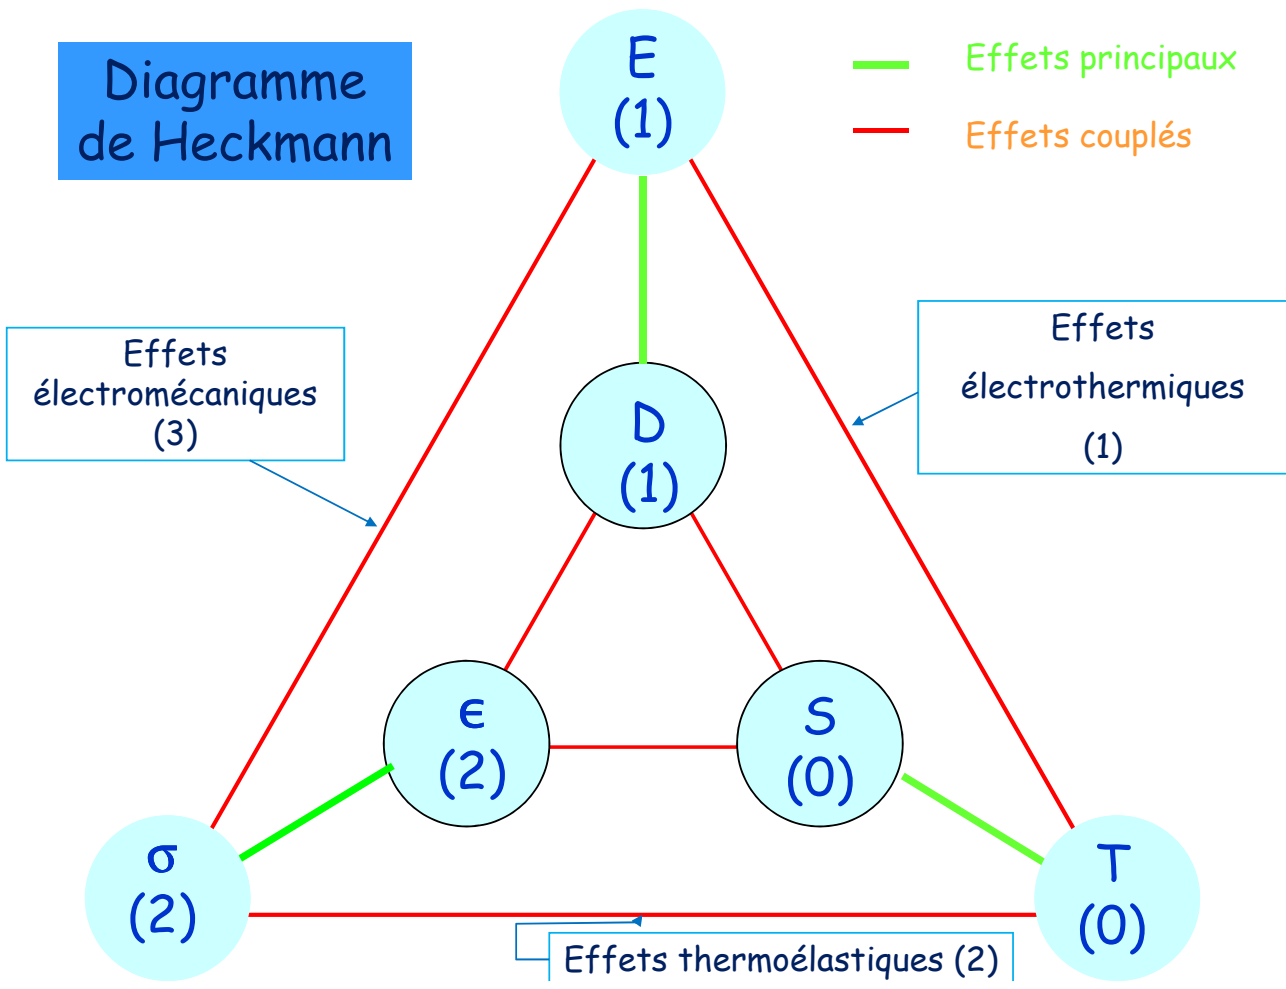 Diagramme
de Heckmann
E
(1)
Effets principaux
Effets couplés
Effets
électromécaniques
(3)
Effets
électrothermiques
(1)
D
(1)
ϵ
(2)
S
(0)
σ
(2)
T
(0)
Effets thermoélastiques (2)